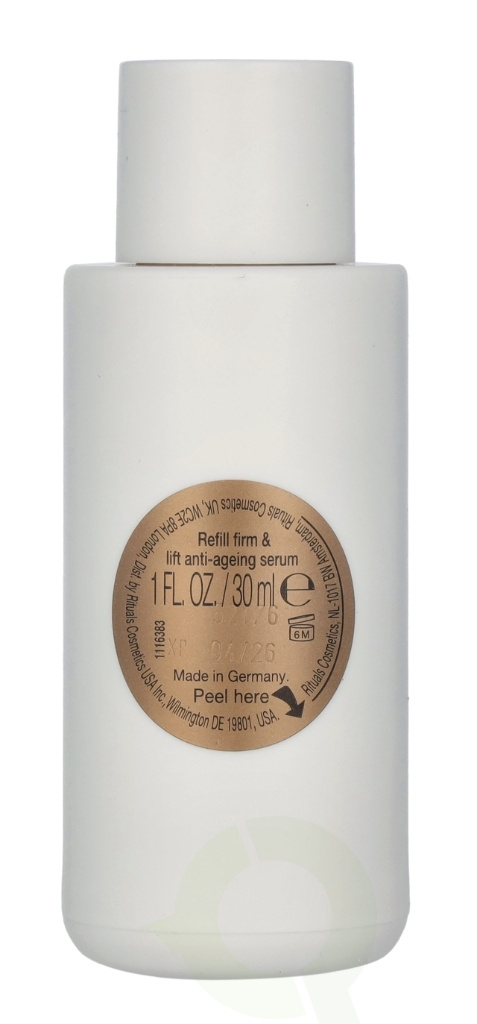 Refill firm &
lift anti-ageing serum
1 FL. OZ. / 30 ml e
6M
1116383
Made in Germany.
Peel here
Rituals Cosmetics, NL-1017 BW Amsterdam, Rituals Cosmetics UK, WC2E 8PA London, Dist. by Rituals Cosmetics USA Inc., Wilmington DE 19801, USA.